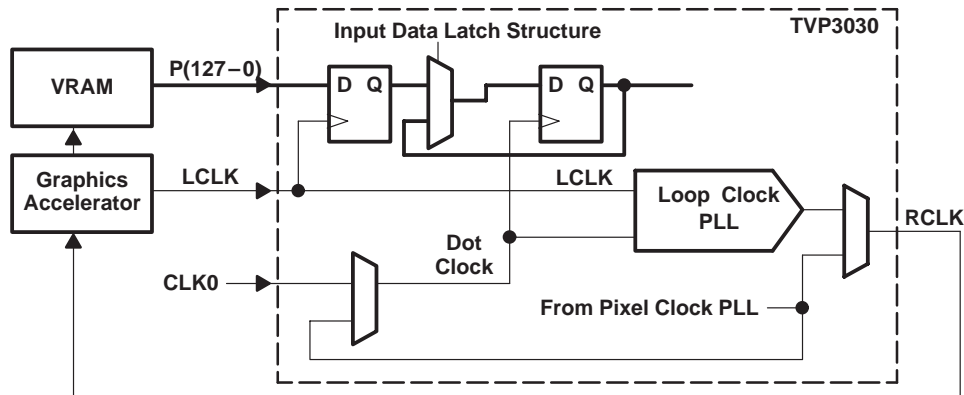 TVP3030
Input Data Latch Structure
P(127–0)
VRAM
D Q
D Q
Graphics
Accelerator
LCLK
LCLK
Loop Clock
PLL
RCLK
Dot
Clock
CLK0
From Pixel Clock PLL